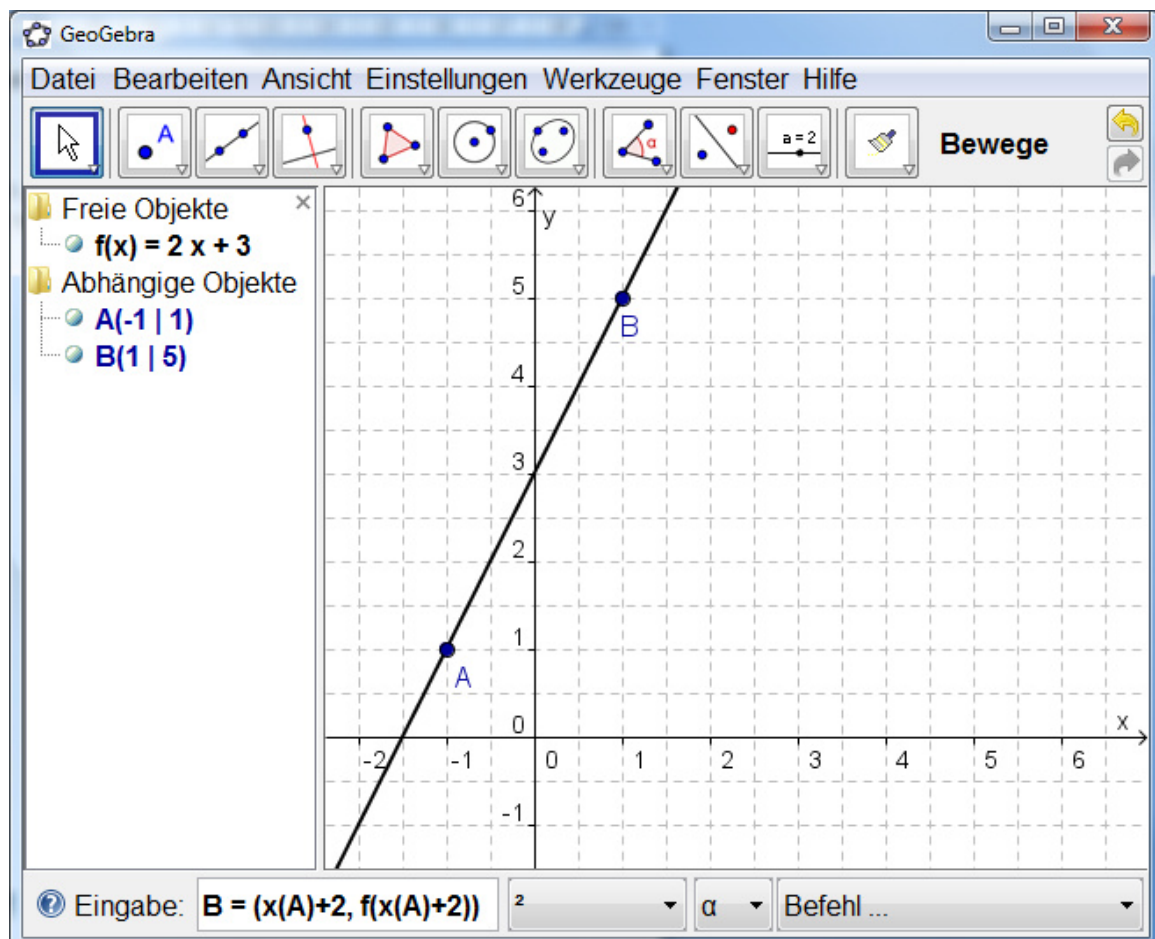 GeoGebra
Datei Bearbeiten Ansicht Einstellungen Werkzeuge Fenster Hilfe
A α a = 2 Bewege
Freie Objekte
f(x) = 2 x + 3
Abhängige Objekte
A(-1 | 1)
B(1 | 5)
6 y
5
B
4
3
2
1
A
0 x
-2 -1 0 1 2 3 4 5 6
-1
Eingabe: B = (x(A)+2, f(x(A)+2)) ² α Befehl ...